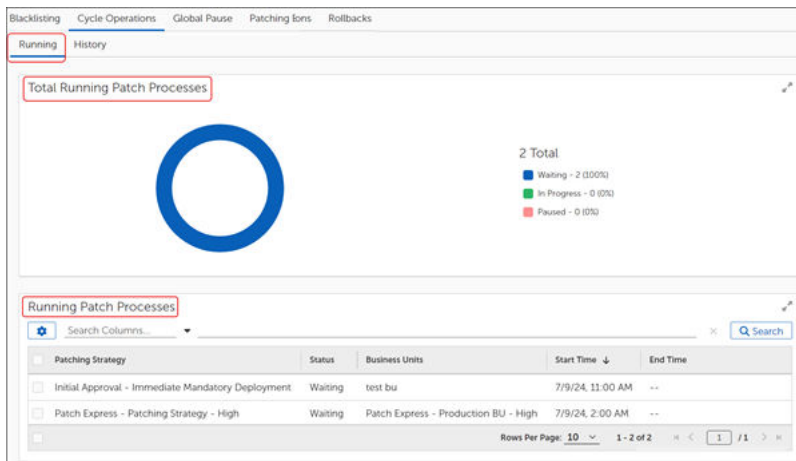 Blacklisting Cycle Operations Global Pause Patching Ions Rollbacks
Running History
Total Running Patch Processes
2 Total
Waiting - 2 (100%)
In Progress - 0 (0%)
Paused - 0 (0%)
Running Patch Processes
Search Columns... Search
Patching Strategy Status Business Units Start Time ↓ End Time
Initial Approval - Immediate Mandatory Deployment Waiting test bu 7/9/24, 11:00 AM --
Patch Express - Patching Strategy - High Waiting Patch Express - Production BU - High 7/9/24, 2:00 AM --
Rows Per Page: 10 1 - 2 of 2 1 / 1